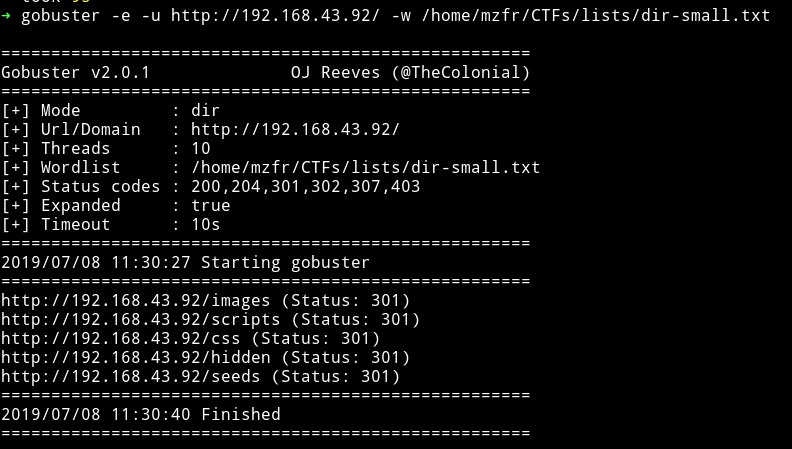 ➜ gobuster -e -u http://192.168.43.92/ -w /home/mzfr/CTFs/lists/dir-small.txt
=====================================================
Gobuster v2.0.1              OJ Reeves (@TheColonial)
=====================================================
[+] Mode         : dir
[+] Url/Domain   : http://192.168.43.92/
[+] Threads      : 10
[+] Wordlist     : /home/mzfr/CTFs/lists/dir-small.txt
[+] Status codes : 200,204,301,302,307,403
[+] Expanded     : true
[+] Timeout      : 10s
=====================================================
2019/07/08 11:30:27 Starting gobuster
=====================================================
http://192.168.43.92/images (Status: 301)
http://192.168.43.92/scripts (Status: 301)
http://192.168.43.92/css (Status: 301)
http://192.168.43.92/hidden (Status: 301)
http://192.168.43.92/seeds (Status: 301)
=====================================================
2019/07/08 11:30:40 Finished
=====================================================